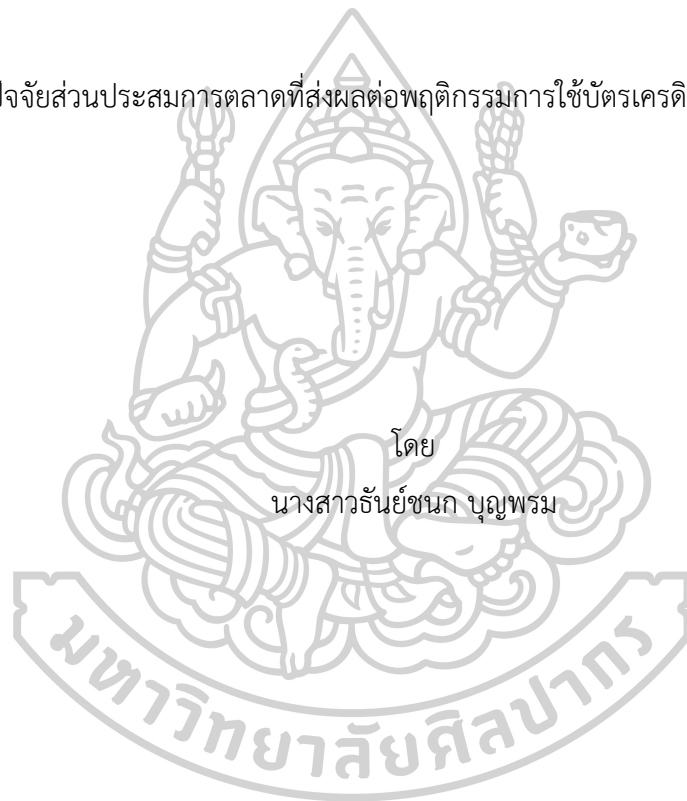 ปัจจัยส่วนประสมการตลาดที่ส่งผลต่อพฤติกรรมการใช้บัตรเครดิ
โดย
นางสาวธันย์ชนก บุญพรม
มหาวิทยาลัยศิลปากร